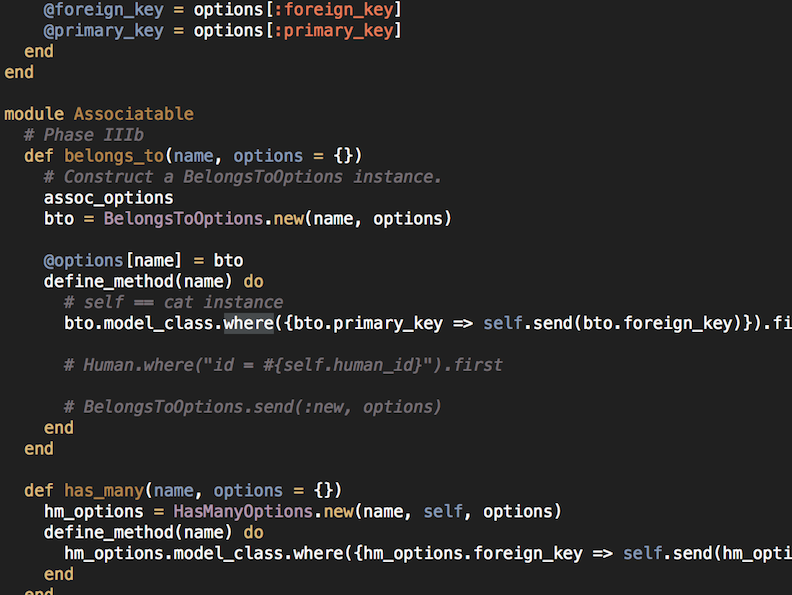 @foreign_key = options[:foreign_key]
@primary_key = options[:primary_key]
end
end
module Associatable
# Phase IIIb
def belongs_to(name, options = {})
# Construct a BelongsToOptions instance.
assoc_options
bto = BelongsToOptions.new(name, options)
@options[name] = bto
define_method(name) do
# self == cat instance
bto.model_class.where({bto.primary_key => self.send(bto.foreign_key)}).fi
# Human.where("id = #{self.human_id}").first
# BelongsToOptions.send(:new, options)
end
end
def has_many(name, options = {})
hm_options = HasManyOptions.new(name, self, options)
define_method(name) do
hm_options.model_class.where({hm_options.foreign_key => self.send(hm_opti
end
end